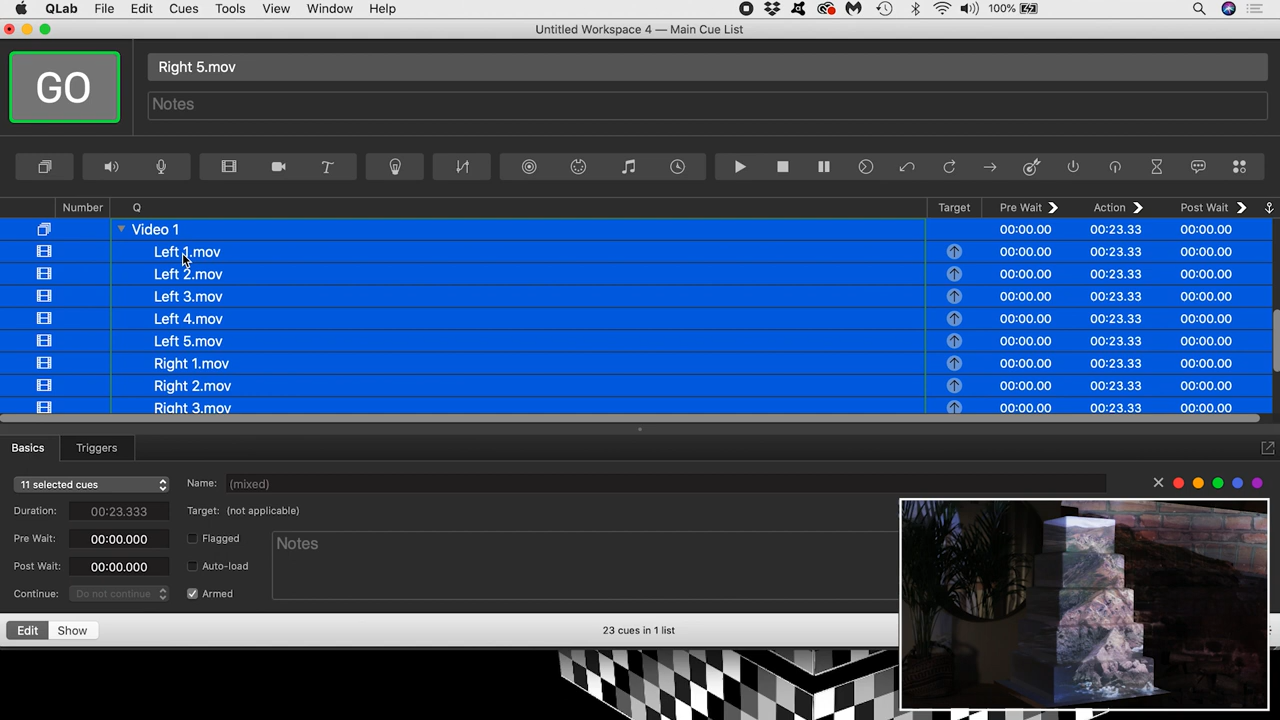 QLab File Edit Cues Tools View Window Help 100%
Untitled Workspace 4 — Main Cue List
GO
Right 5.mov
Notes
T
Number Q Target Pre Wait Action Post Wait
Video 1 00:00.00 00:23.33 00:00.00
Left 1.mov 00:00.00 00:23.33 00:00.00
Left 2.mov 00:00.00 00:23.33 00:00.00
Left 3.mov 00:00.00 00:23.33 00:00.00
Left 4.mov 00:00.00 00:23.33 00:00.00
Left 5.mov 00:00.00 00:23.33 00:00.00
Right 1.mov 00:00.00 00:23.33 00:00.00
Right 2.mov 00:00.00 00:23.33 00:00.00
Right 3.mov 00:00.00 00:23.33 00:00.00
Basics Triggers
11 selected cues Name: (mixed)
Duration: 00:23.333 Target: (not applicable)
Pre Wait: 00:00.000 Flagged Notes
Post Wait: 00:00.000 Auto-load
Continue: Do not continue Armed
Edit Show 23 cues in 1 list